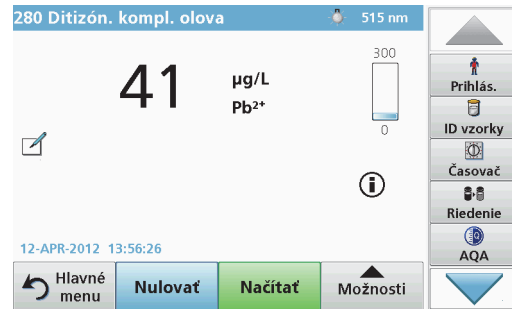 280 Ditizón. kompl. olova 515 nm
300
41 µg/L
Pb²⁺
0
12-APR-2012 13:56:26
Hlavné
menu
Nulovať
Načítať
Možnosti
Prihlás.
ID vzorky
Časovač
Riedenie
AQA